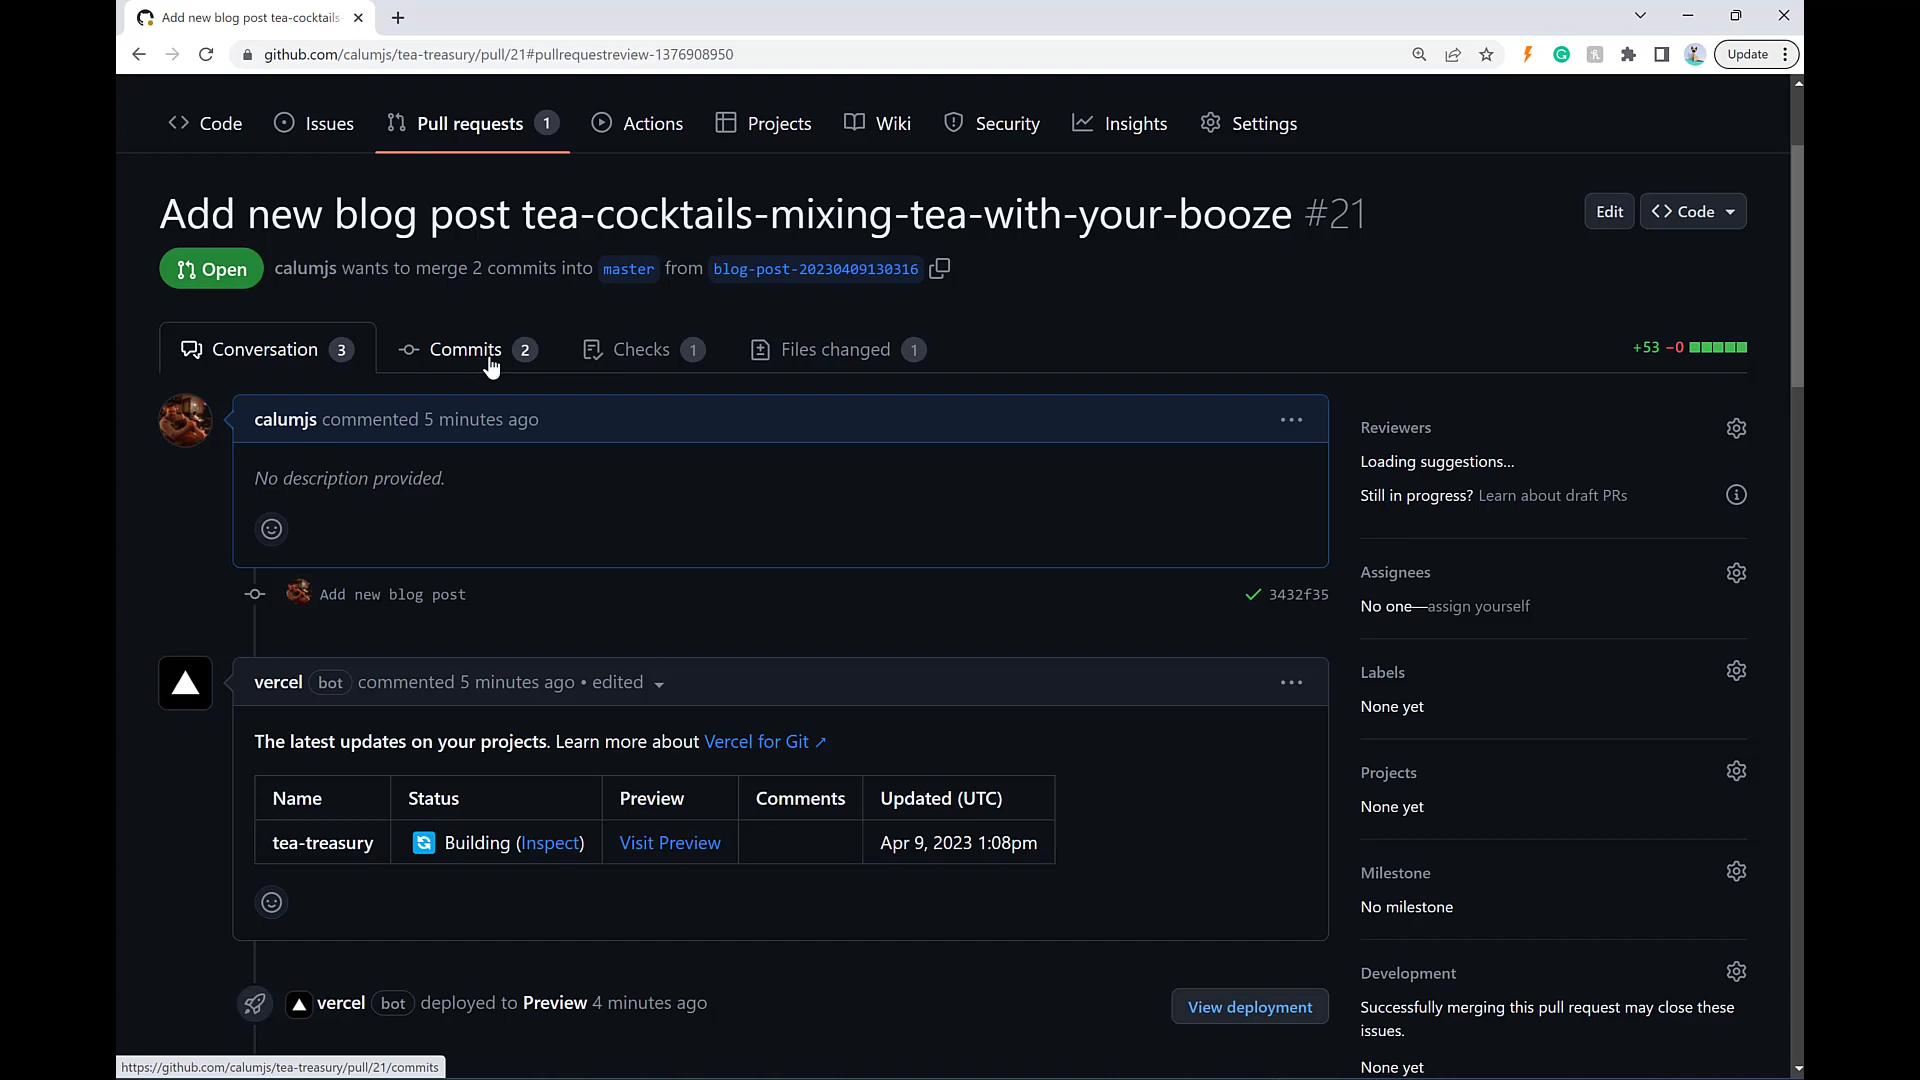 Add new blog post tea-cocktails-
github.com/calumjs/tea-treasury/pull/21#pullrequestreview-1376908950
Update
Code
Issues
Pull requests 1
Actions
Projects
Wiki
Security
Insights
Settings
Add new blog post tea-cocktails-mixing-tea-with-your-booze #21
Edit
<> Code
Open
calumjs wants to merge 2 commits into master from blog-post-20230409130316
Conversation 3
Commits 2
Checks 1
Files changed 1
+53 −0
calumjs commented 5 minutes ago
No description provided.
Add new blog post
3432f35
vercel bot commented 5 minutes ago • edited
The latest updates on your projects. Learn more about Vercel for Git ↗
Name Status Preview Comments Updated (UTC)
tea-treasury Building (Inspect) Visit Preview Apr 9, 2023 1:08pm
vercel bot deployed to Preview 4 minutes ago
View deployment
Reviewers
Loading suggestions...
Still in progress? Learn about draft PRs
Assignees
No one—assign yourself
Labels
None yet
Projects
None yet
Milestone
No milestone
Development
Successfully merging this pull request may close these
issues.
None yet
https://github.com/calumjs/tea-treasury/pull/21/commits